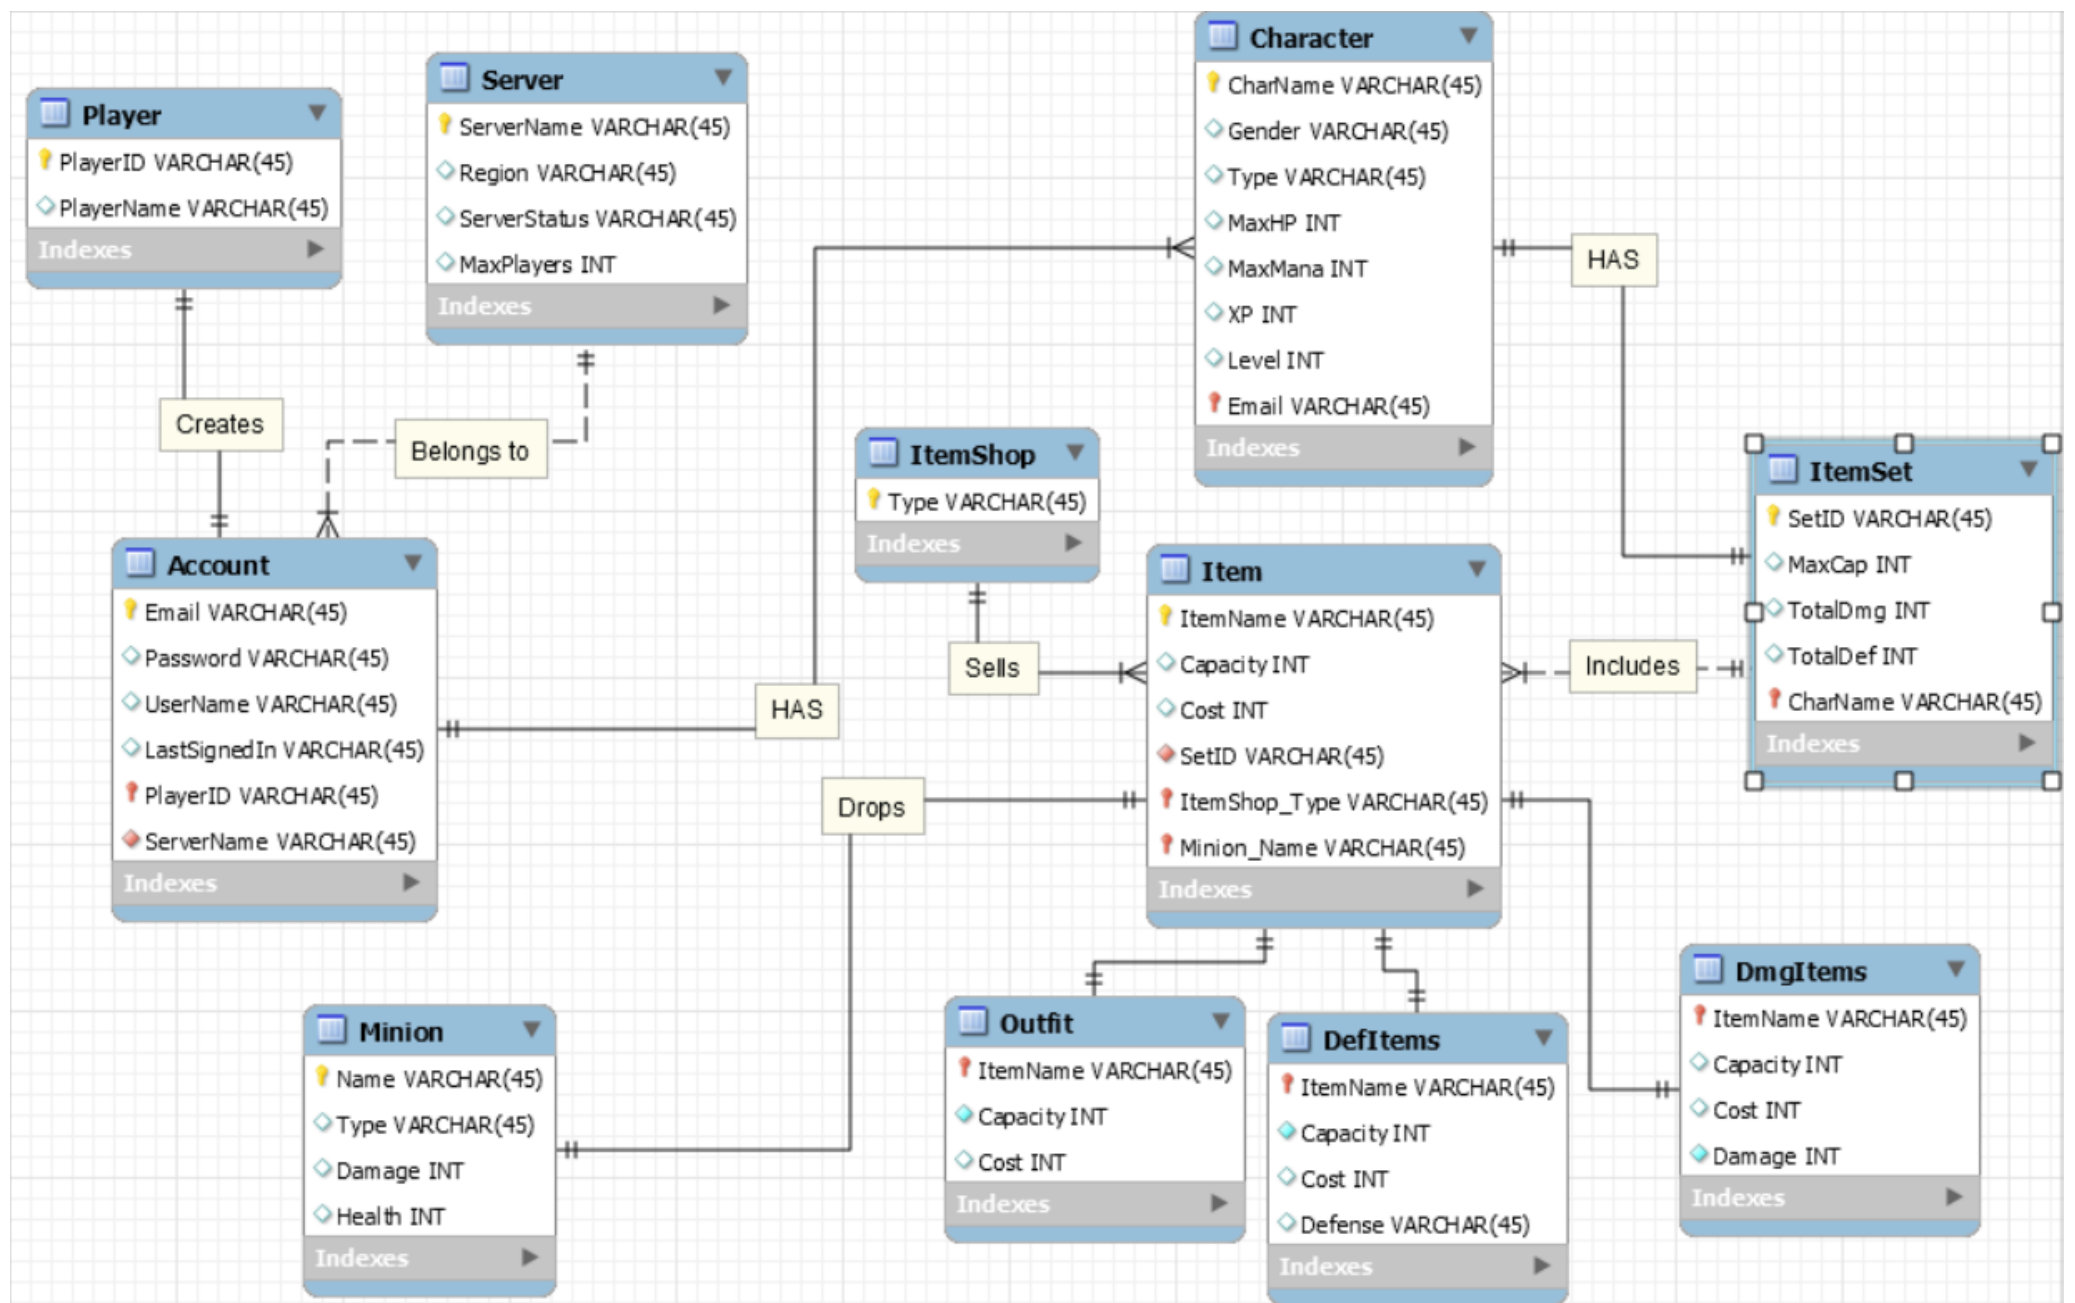 Player
PlayerID VARCHAR(45)
PlayerName VARCHAR(45)
Indexes
Server
ServerName VARCHAR(45)
Region VARCHAR(45)
ServerStatus VARCHAR(45)
MaxPlayers INT
Indexes
Character
CharName VARCHAR(45)
Gender VARCHAR(45)
Type VARCHAR(45)
MaxHP INT
MaxMana INT
XP INT
Level INT
Email VARCHAR(45)
Indexes
HAS
Creates
Belongs to
ItemShop
Type VARCHAR(45)
Indexes
ItemSet
SetID VARCHAR(45)
MaxCap INT
TotalDmg INT
TotalDef INT
CharName VARCHAR(45)
Indexes
Account
Email VARCHAR(45)
Password VARCHAR(45)
UserName VARCHAR(45)
LastSignedIn VARCHAR(45)
PlayerID VARCHAR(45)
ServerName VARCHAR(45)
Indexes
HAS
Sells
Item
ItemName VARCHAR(45)
Capacity INT
Cost INT
SetID VARCHAR(45)
ItemShop_Type VARCHAR(45)
Minion_Name VARCHAR(45)
Indexes
Includes
Drops
Minion
Name VARCHAR(45)
Type VARCHAR(45)
Damage INT
Health INT
Indexes
Outfit
ItemName VARCHAR(45)
Capacity INT
Cost INT
Indexes
DefItems
ItemName VARCHAR(45)
Capacity INT
Cost INT
Defense VARCHAR(45)
Indexes
DmgItems
ItemName VARCHAR(45)
Capacity INT
Cost INT
Damage INT
Indexes